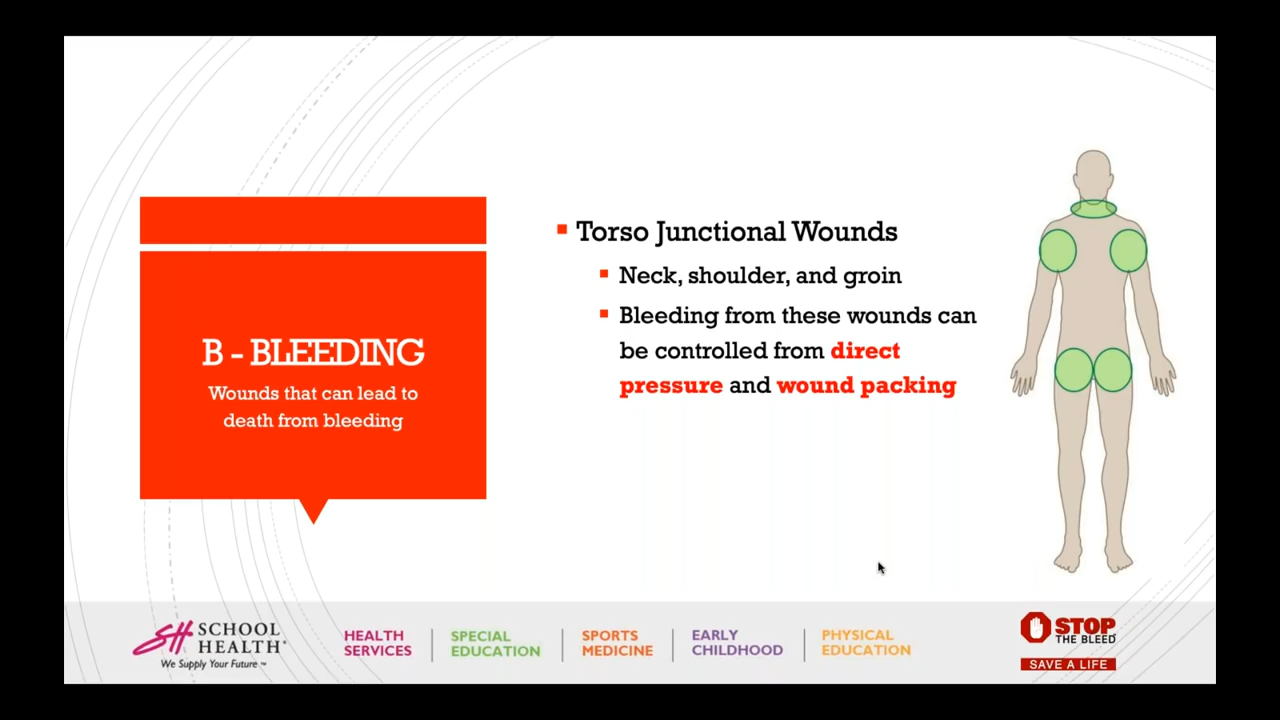 B - BLEEDING
Wounds that can lead to
death from bleeding
Torso Junctional Wounds
Neck, shoulder, and groin
Bleeding from these wounds can
be controlled from direct
pressure and wound packing
SH SCHOOL
HEALTH®
We Supply Your Future ™
HEALTH
SERVICES
SPECIAL
EDUCATION
SPORTS
MEDICINE
EARLY
CHILDHOOD
PHYSICAL
EDUCATION
STOP
THE BLEED
SAVE A LIFE